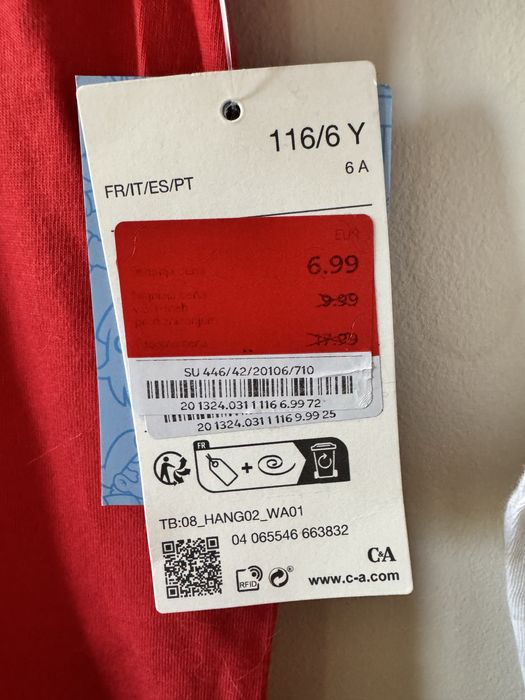 116/6 Y
6 A
FR/IT/ES/PT
EUR
6.99
9.99
17.99
SU 446/42/20106/710
20 1324.031 1 116 6.99 72
20 1324.031 1 116 9.99 25
FR
+
TB:08_HANG02_WA01
04 065546 663832
C&A
RFID
www.c-a.com